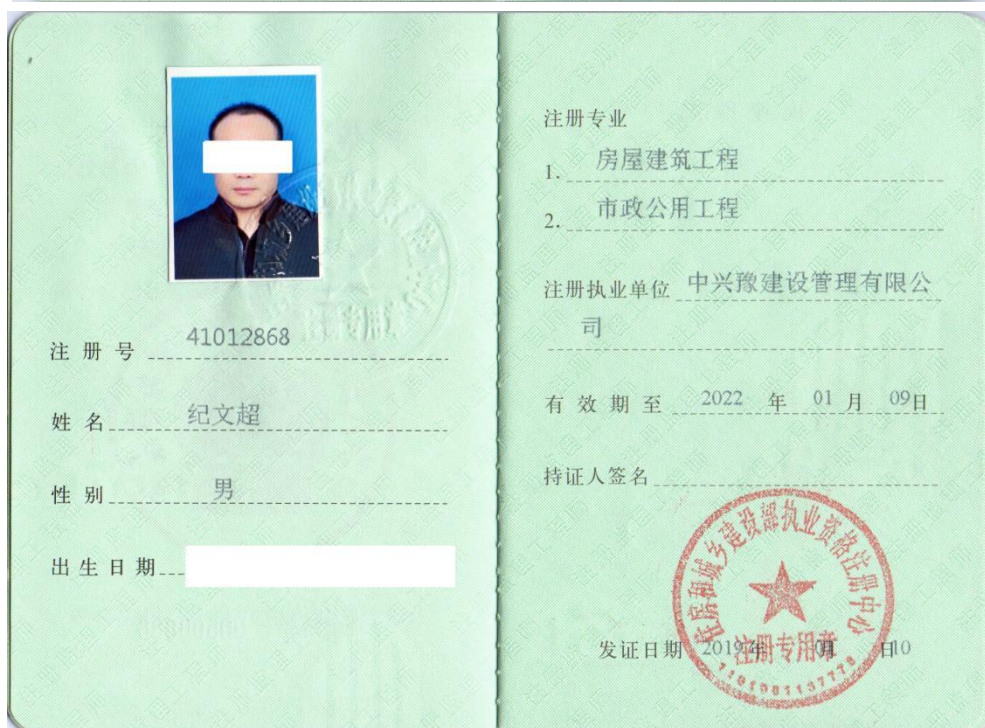 注册号 41012868
姓名 纪文超
性别 男
出生日期
注册专业
1. 房屋建筑工程
2. 市政公用工程
注册执业单位 中兴豫建设管理有限公
司
有效期至 2022 年 01 月 09日
持证人签名
住房和城乡建设部执业资格注册中心
注册专用章
发证日期 2019年 月 日10